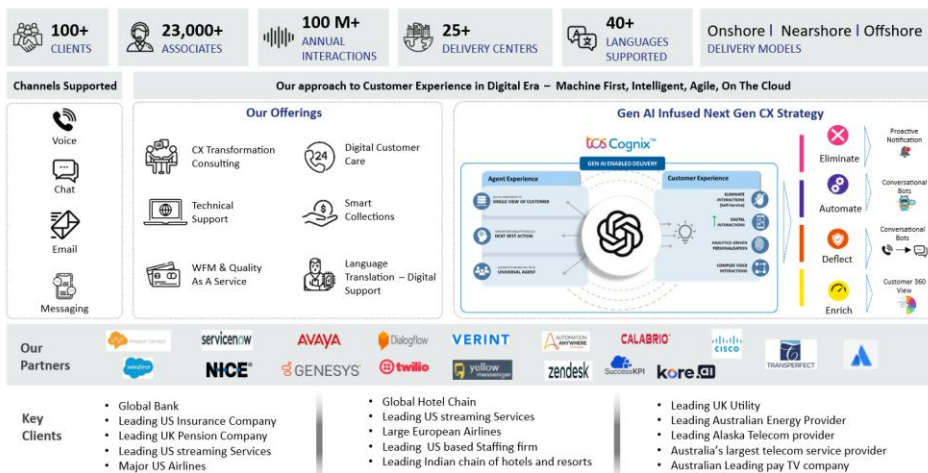 100+
CLIENTS
23,000+
ASSOCIATES
100 M+
ANNUAL
INTERACTIONS
25+
DELIVERY CENTERS
40+
LANGUAGES
SUPPORTED
Onshore | Nearshore | Offshore
DELIVERY MODELS
Channels Supported
Our approach to Customer Experience in Digital Era – Machine First, Intelligent, Agile, On The Cloud
Voice
Chat
Email
Messaging
Our Offerings
CX Transformation
Consulting
Digital Customer
Care
Technical
Support
Smart
Collections
WFM & Quality
As A Service
Language
Translation – Digital
Support
Gen AI Infused Next Gen CX Strategy
tcs Cognix™
GEN AI ENABLED DELIVERY
Agent Experience
Customer Experience
SINGLE VIEW OF CUSTOMER
NEXT BEST ACTION
UNIVERSAL AGENT
ELIMINATE
INTERACTIONS
(Self-Service)
DIGITAL
INTERACTIONS
ANALYTICS DRIVEN
PERSONALISATION
COMPLEX VOICE
INTERACTIONS
Eliminate
Proactive
Notification
Automate
Conversational
Bots
Deflect
Conversational
Bots
Enrich
Customer 360
View
Our
Partners
Amazon Connect
servicenow
AVAYA
Dialogflow
VERINT
AUTOMATION
ANYWHERE
CALABRIO
CISCO
TRANSPERFECT
salesforce
NICE®
GENESYS
twilio
yellow
messenger
zendesk
SuccessKPI
kore.ai
Key
Clients
• Global Bank
• Leading US Insurance Company
• Leading UK Pension Company
• Leading US streaming Services
• Major US Airlines
• Global Hotel Chain
• Leading US streaming Services
• Large European Airlines
• Leading US based Staffing firm
• Leading Indian chain of hotels and resorts
• Leading UK Utility
• Leading Australian Energy Provider
• Leading Alaska Telecom provider
• Australia's largest telecom service provider
• Australian Leading pay TV company